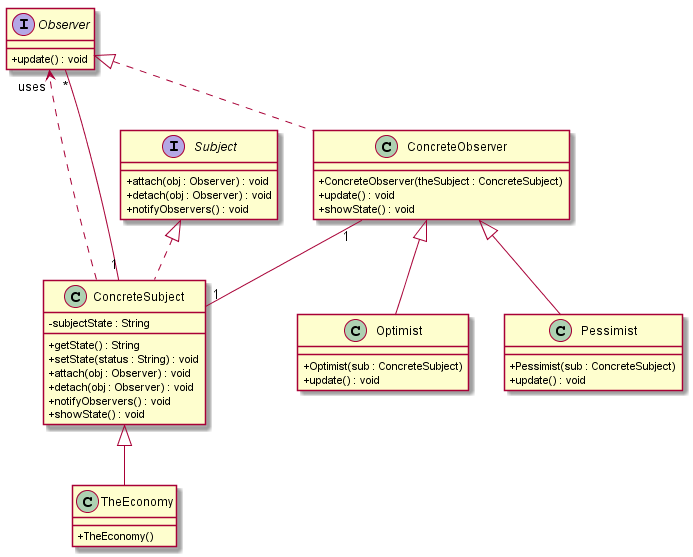 I Observer
+update() : void
uses
*
I Subject
+attach(obj : Observer) : void
+detach(obj : Observer) : void
+notifyObservers() : void
C ConcreteObserver
+ConcreteObserver(theSubject : ConcreteSubject)
+update() : void
+showState() : void
1
1
1
C ConcreteSubject
-subjectState : String
+getState() : String
+setState(status : String) : void
+attach(obj : Observer) : void
+detach(obj : Observer) : void
+notifyObservers() : void
+showState() : void
C Optimist
+Optimist(sub : ConcreteSubject)
+update() : void
C Pessimist
+Pessimist(sub : ConcreteSubject)
+update() : void
C TheEconomy
+TheEconomy()